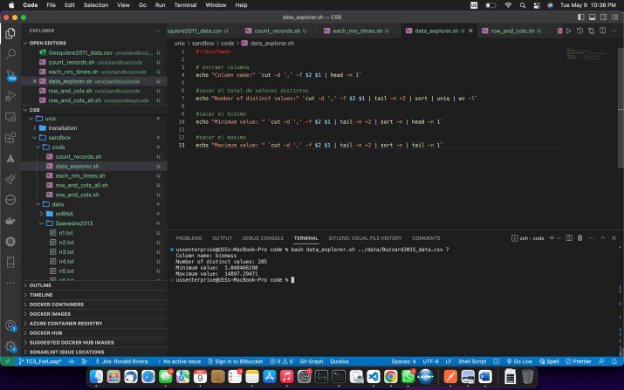 Code File Edit Selection View Go Run Terminal Window Help
Tue May 9 10:38 PM
data_explorer.sh — CSB
EXPLORER
OPEN EDITORS
Gesquiere2011_data.csv unix/sandbox/... U
count_records.sh unix/sandbox/code U
each_nro_times.sh unix/sandbox/code U
data_explorer.sh unix/sandbox/code U
row_and_cols.sh unix/sandbox/code U
row_and_cols_all.sh unix/sandbox/code U
CSB
unix
installation
sandbox
code
count_records.sh U
data_explorer.sh U
each_nro_times.sh U
row_and_cols_all.sh U
row_and_cols.sh U
data
miRNA
Saavedra2013
n1.txt U
n2.txt U
n3.txt U
n4.txt U
n5.txt U
OUTLINE
TIMELINE
DOCKER CONTAINERS
DOCKER IMAGES
AZURE CONTAINER REGISTRY
DOCKER HUB
SUGGESTED DOCKER HUB IMAGES
SONARLINT ISSUE LOCATIONS
squiere2011_data.csv U count_records.sh U each_nro_times.sh U data_explorer.sh U row_and_cols.sh U
unix > sandbox > code > data_explorer.sh
1 #!/bin/bash
2
3 # extraer columna
4 echo "Column name:" `cut -d ',' -f $2 $1 | head -n 1`
5
6 #sacar el total de valores distintos
7 echo "Number of distinct values:" `cut -d ',' -f $2 $1 | tail -n +2 | sort | uniq | wc -l`
8
9 #sacar el minimo
10 echo "Minimum value: " `cut -d ',' -f $2 $1 | tail -n +2 | sort -n | head -n 1`
11
12 #sacar el maximo
13 echo "Maximum value: " `cut -d ',' -f $2 $1 | tail -n +2 | sort -n | tail -n 1`
PROBLEMS OUTPUT DEBUG CONSOLE TERMINAL GITLENS: VISUAL FILE HISTORY COMMENTS
zsh - code
ussenterprise@USSs-MacBook-Pro code % bash data_explorer.sh ../data/Buzzard2015_data.csv 7
Column name: biomass
Number of distinct values: 285
Minimum value: 1.048466198
Maximum value: 14897.29471
ussenterprise@USSs-MacBook-Pro code %
TC3_ForLoop* Jira: Ronald Rivera: No active issue Sign in to Bitbucket 0 0 Git Graph Quokka Spaces: 4 UTF-8 LF Shell Script Go Live Spell Prettier